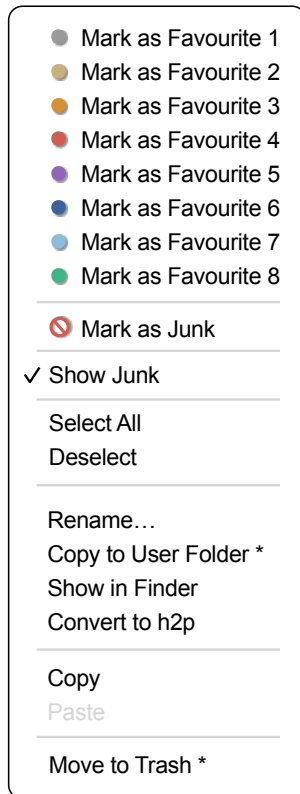 Mark as Favourite 1
Mark as Favourite 2
Mark as Favourite 3
Mark as Favourite 4
Mark as Favourite 5
Mark as Favourite 6
Mark as Favourite 7
Mark as Favourite 8
Mark as Junk
✓ Show Junk
Select All
Deselect
Rename…
Copy to User Folder *
Show in Finder
Convert to h2p
Copy
Paste
Move to Trash *